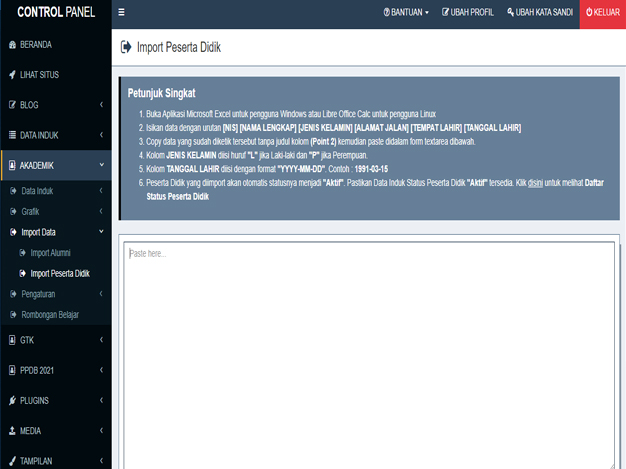 CONTROL PANEL
BANTUAN
UBAH PROFIL
UBAH KATA SANDI
KELUAR
BERANDA
LIHAT SITUS
BLOG
DATA INDUK
AKADEMIK
Data Induk
Grafik
Import Data
Import Alumni
Import Peserta Didik
Pengaturan
Rombongan Belajar
GTK
PPDB 2021
PLUGINS
MEDIA
TAMPILAN
Import Peserta Didik
Petunjuk Singkat
1. Buka Aplikasi Microsoft Excel untuk pengguna Windows atau Libre Office Calc untuk pengguna Linux
2. Isikan data dengan urutan [NIS] [NAMA LENGKAP] [JENIS KELAMIN] [ALAMAT JALAN] [TEMPAT LAHIR] [TANGGAL LAHIR]
3. Copy data yang sudah diketik tersebut tanpa judul kolom (Point 2) kemudian paste didalam form textarea dibawah.
4. Kolom JENIS KELAMIN diisi huruf "L" jika Laki-laki dan "P" jika Perempuan.
5. Kolom TANGGAL LAHIR diisi dengan format "YYYY-MM-DD". Contoh : 1991-03-15
6. Peserta Didik yang diimport akan otomatis statusnya menjadi "Aktif". Pastikan Data Induk Status Peserta Didik "Aktif" tersedia. Klik disini untuk melihat Daftar
Status Peserta Didik
Paste here...